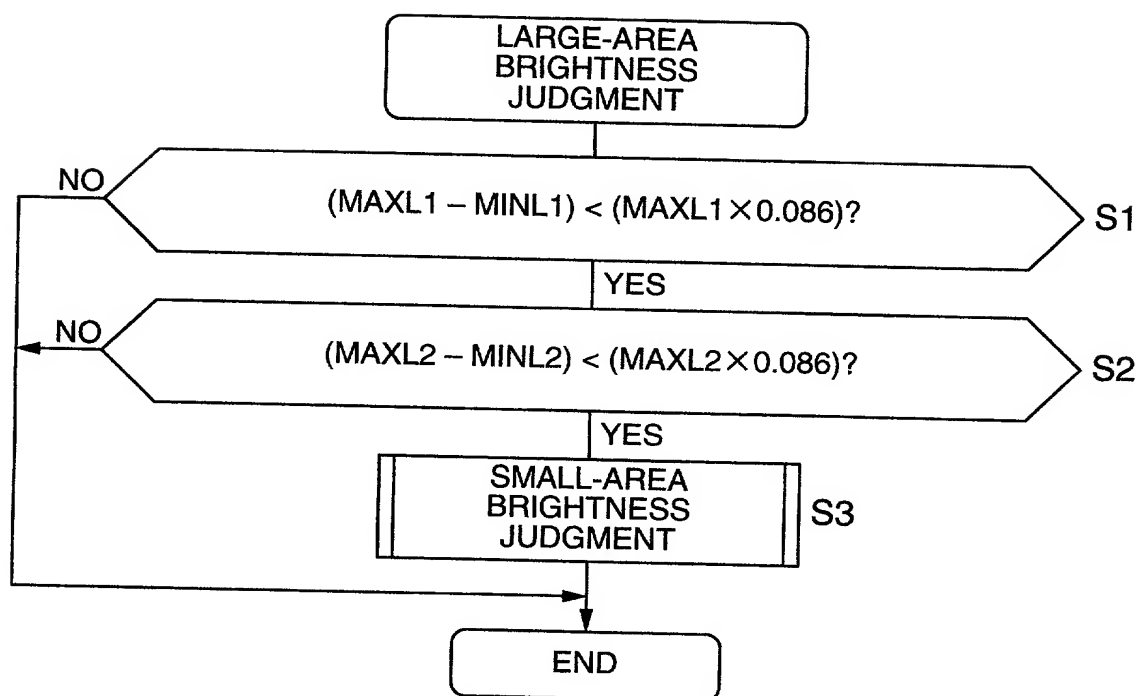 LARGE-AREA
BRIGHTNESS
JUDGMENT
NO
(MAXL1 – MINL1) < (MAXL1×0.086)?
S1
YES
NO
(MAXL2 – MINL2) < (MAXL2×0.086)?
S2
YES
SMALL-AREA
BRIGHTNESS
JUDGMENT
S3
END